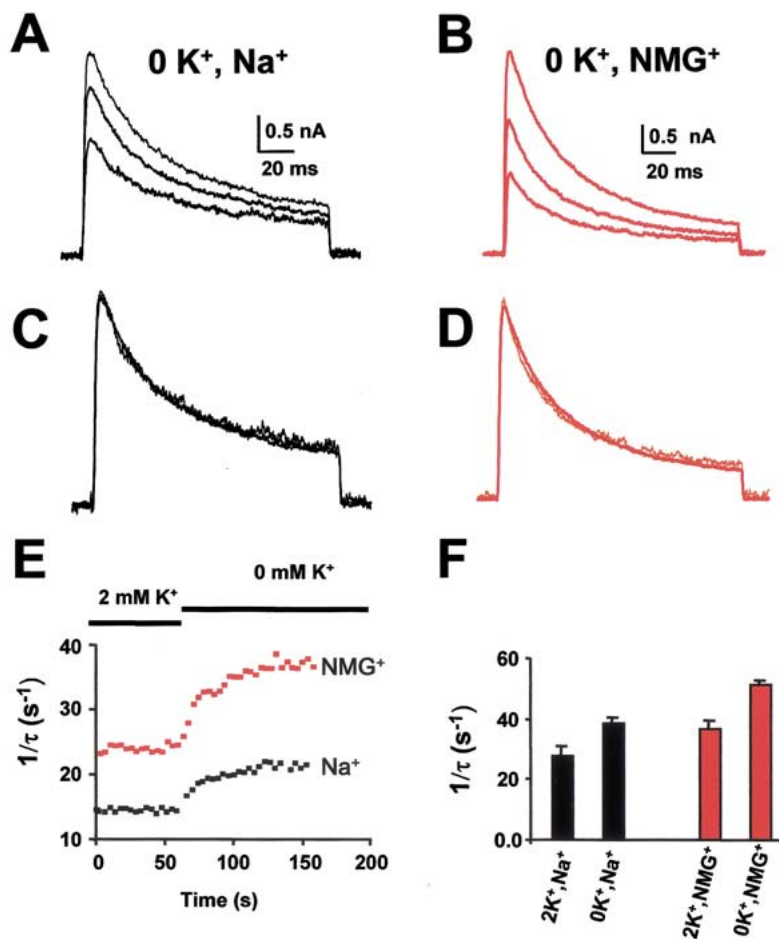 A
0 K⁺, Na⁺
0.5 nA
20 ms
B
0 K⁺, NMG⁺
0.5 nA
20 ms
C
D
E
2 mM K⁺
0 mM K⁺
1/τ (s⁻¹)
40
30
20
10
NMG⁺
Na⁺
0
50
100
150
200
Time (s)
F
1/τ (s⁻¹)
60
40
20
0.0
2K⁺,Na⁺
0K⁺,Na⁺
2K⁺,NMG⁺
0K⁺,NMG⁺